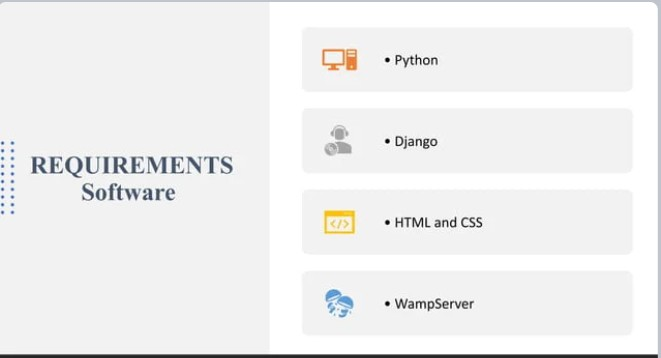 REQUIREMENTS
Software
• Python
• Django
</>
• HTML and CSS
• WampServer